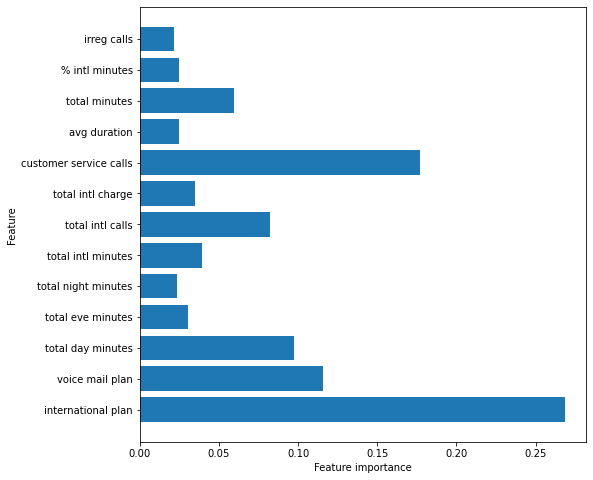 irreg calls
% intl minutes
total minutes
avg duration
customer service calls
total intl charge
total intl calls
total intl minutes
total night minutes
total eve minutes
total day minutes
voice mail plan
international plan
Feature
0.00 0.05 0.10 0.15 0.20 0.25
Feature importance